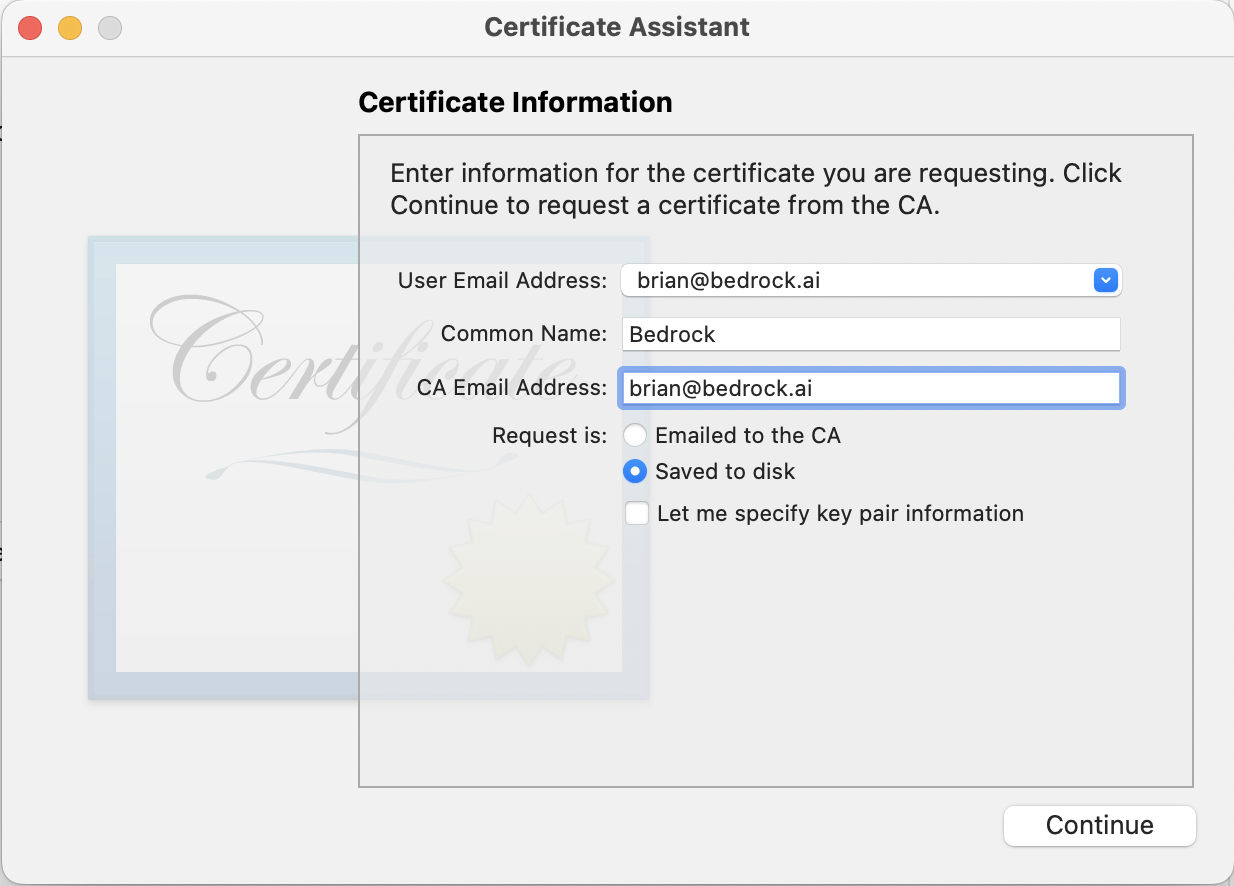 Certificate Assistant
Certificate Information
Enter information for the certificate you are requesting. Click
Continue to request a certificate from the CA.
Certificate
User Email Address: brian@bedrock.ai
Common Name: Bedrock
CA Email Address: brian@bedrock.ai
Request is: Emailed to the CA
Saved to disk
Let me specify key pair information
Continue